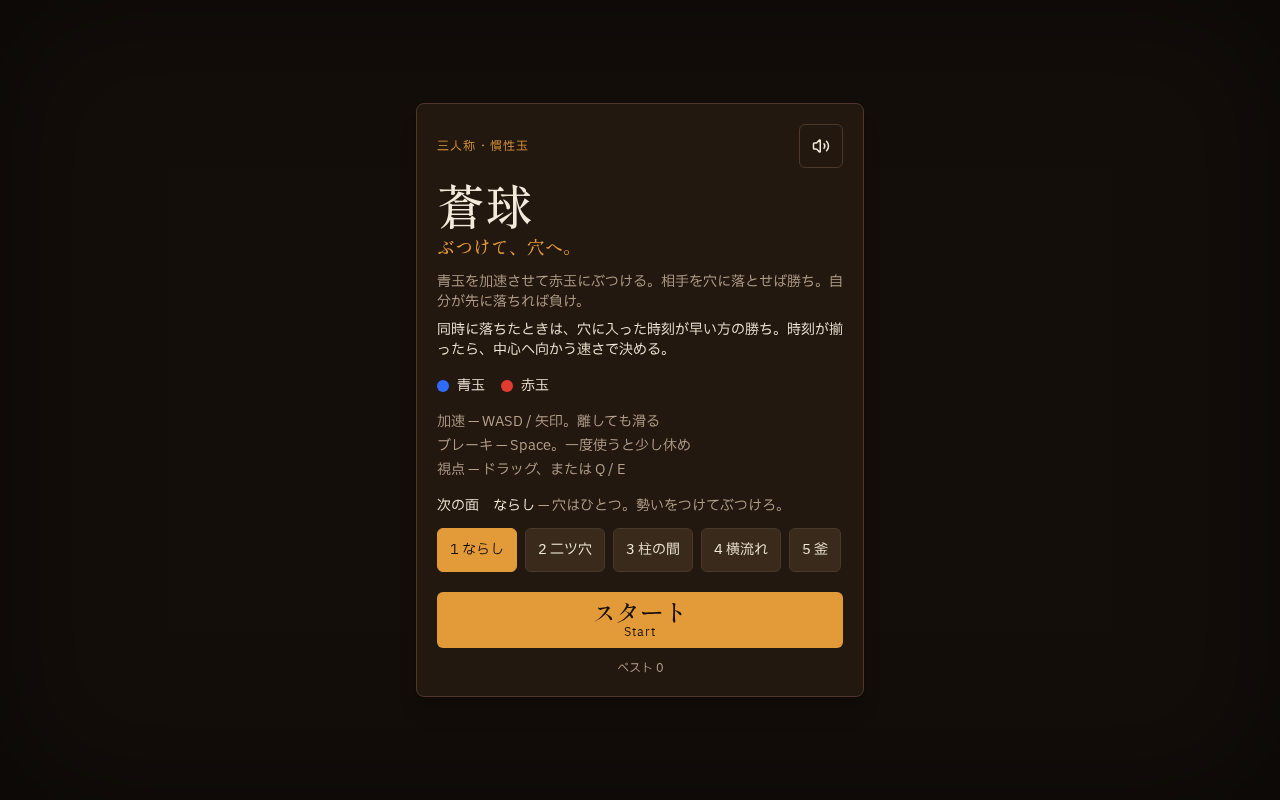 三人称・慣性玉
蒼球
ぶつけて、穴へ。
青玉を加速させて赤玉にぶつける。相手を穴に落とせば勝ち。自
分が先に落ちれば負け。
同時に落ちたときは、穴に入った時刻が早い方の勝ち。時刻が揃
ったら、中心へ向かう速さで決める。
青玉 赤玉
加速 — WASD / 矢印。離しても滑る
ブレーキ — Space。一度使うと少し休め
視点 — ドラッグ、または Q / E
次の面 ならし — 穴はひとつ。勢いをつけてぶつけろ。
1 ならし 2 二ツ穴 3 柱の間 4 横流れ 5 釜
スタート
Start
ベスト 0